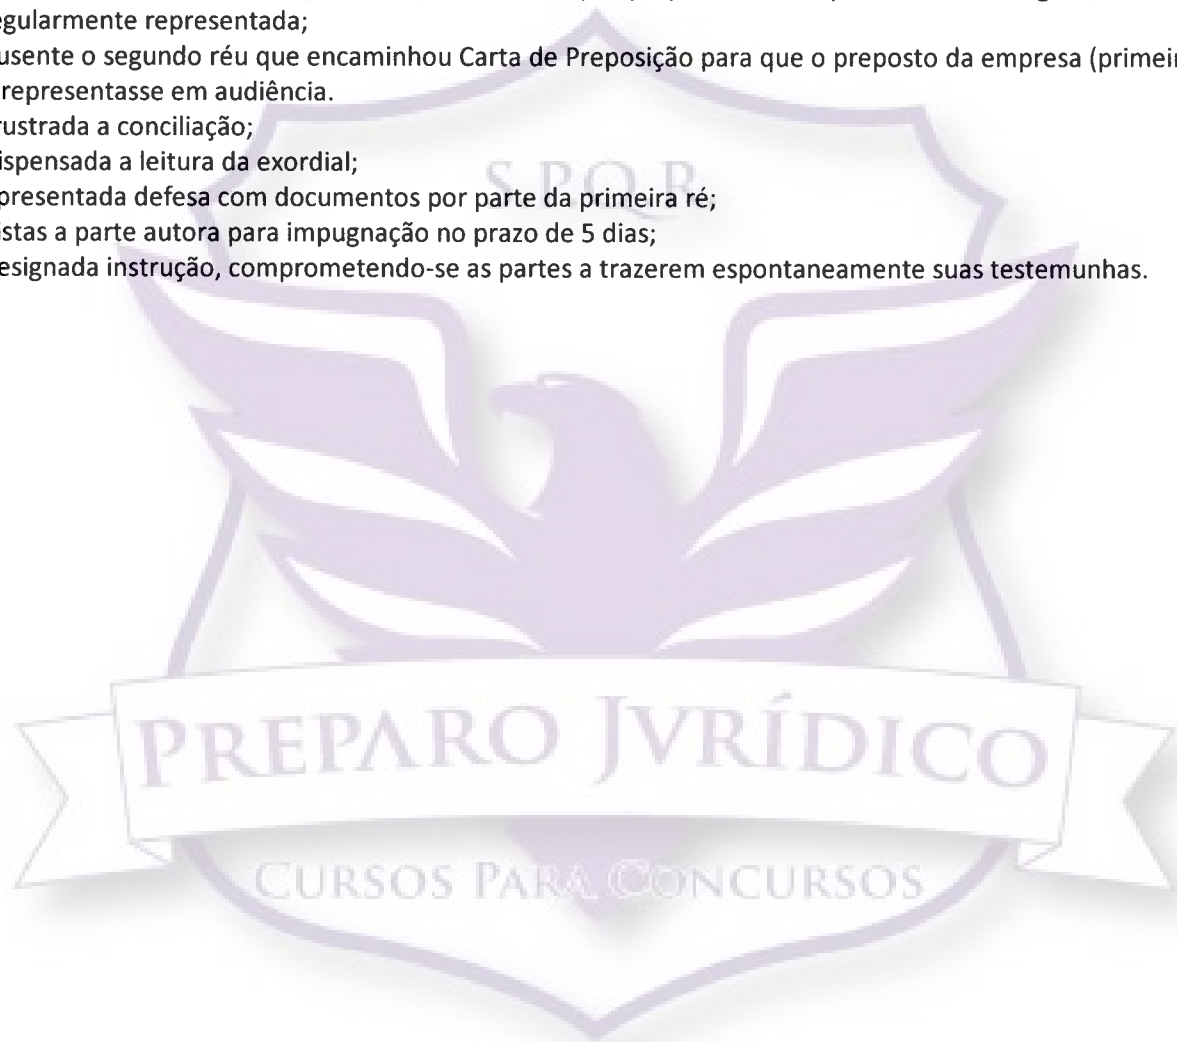 egularmente representada;
usente o segundo réu que encaminhou Carta de Preposição para que o preposto da empresa (primei
representasse em audiência.
rustrada a conciliação;
ispensada a leitura da exordial;
presentada defesa com documentos por parte da primeira ré;
istas a parte autora para impugnação no prazo de 5 dias;
esignada instrução, comprometendo-se as partes a trazerem espontaneamente suas testemunhas.
S P Q R
PREPARO JVRÍDICO
CURSOS PARA CONCURSOS